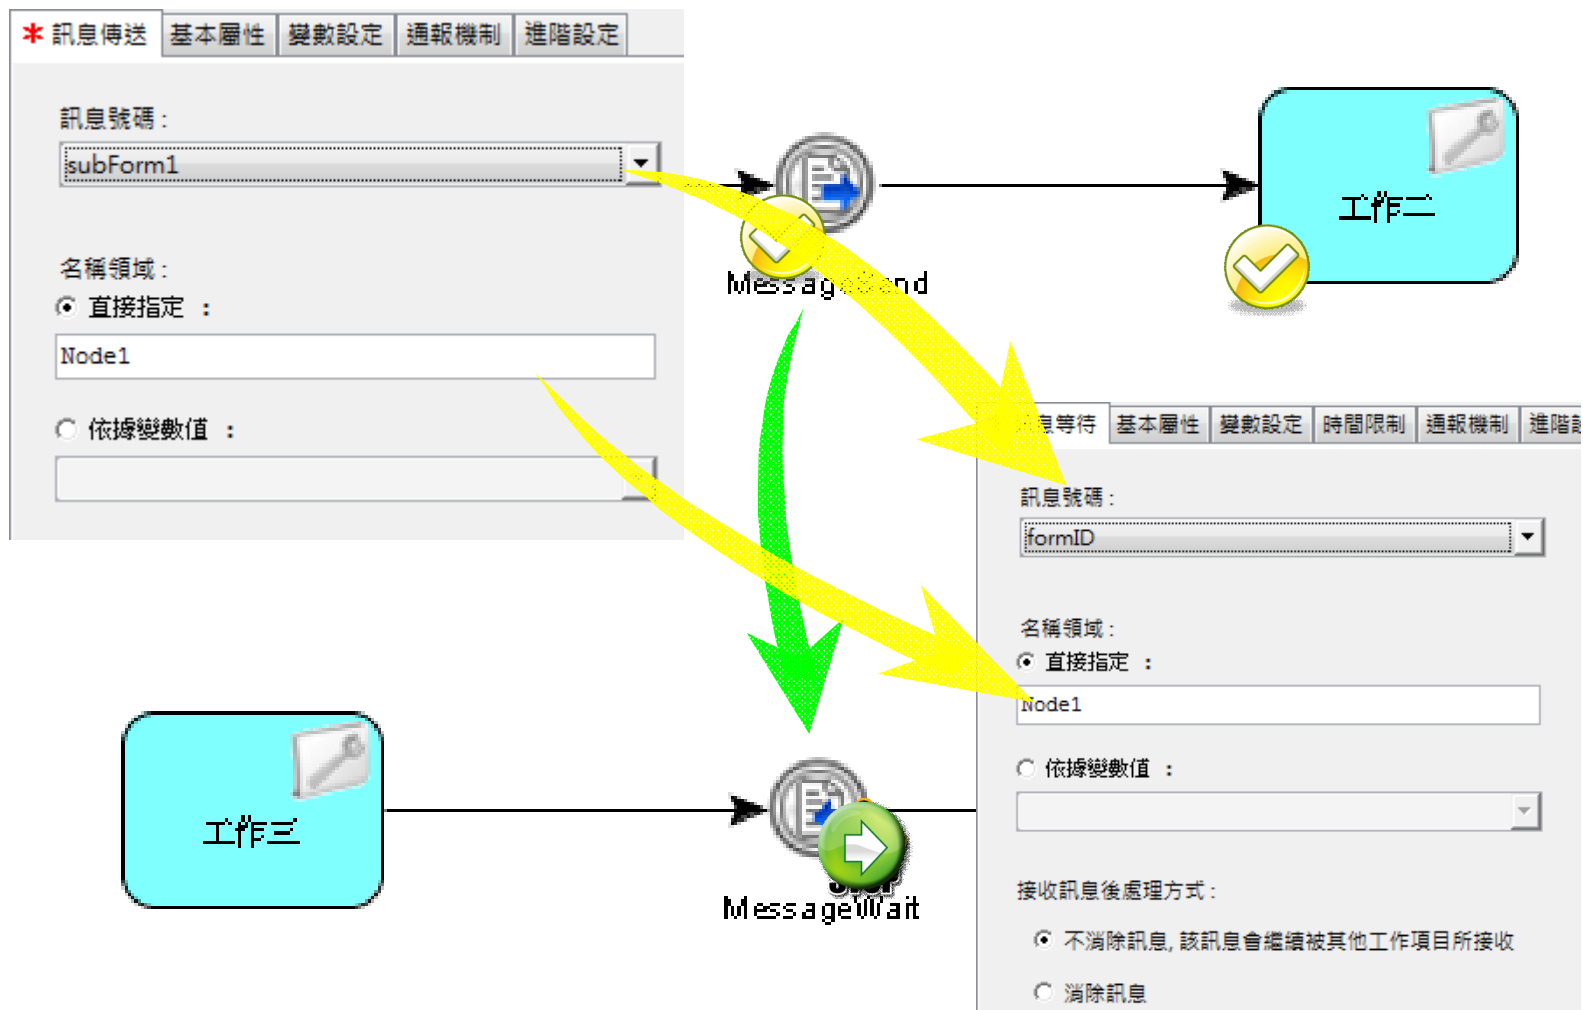 * 訊息傳送 基本屬性 變數設定 通報機制 進階設定
訊息號碼 :
subForm1
名稱領域 :
直接指定 :
Node1
依據變數值 :
MessageSend
工作二
息等待 基本屬性 變數設定 時間限制 通報機制 進階
訊息號碼 :
formID
名稱領域 :
直接指定 :
Node1
依據變數值 :
接收訊息後處理方式 :
不消除訊息, 該訊息會繼續被其他工作項目所接收
消除訊息
工作三
MessageWait